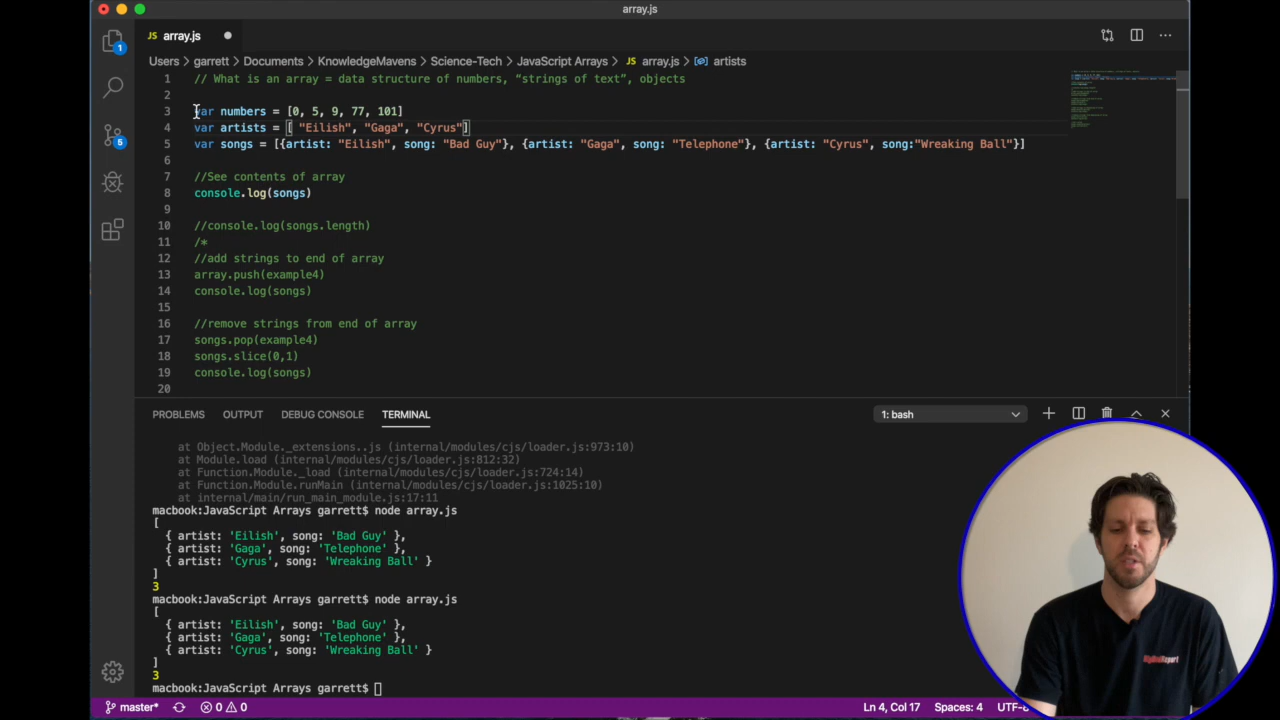 array.js
JS array.js
1
Users > garrett > Documents > KnowledgeMavens > Science-Tech > JavaScript Arrays > JS array.js > artists
1 // What is an array = data structure of numbers, “strings of text”, objects
2
3 var numbers = [0, 5, 9, 77, 101]
4 var artists = [ "Eilish", "Gaga", "Cyrus"]
5 var songs = [{artist: "Eilish", song: "Bad Guy"}, {artist: "Gaga", song: "Telephone"}, {artist: "Cyrus", song:"Wreaking Ball"}]
5
6
7 //See contents of array
8 console.log(songs)
9
10 //console.log(songs.length)
11 /*
12 //add strings to end of array
13 array.push(example4)
14 console.log(songs)
15
16 //remove strings from end of array
17 songs.pop(example4)
18 songs.slice(0,1)
19 console.log(songs)
20
PROBLEMS OUTPUT DEBUG CONSOLE TERMINAL 1: bash
at Object.Module._extensions..js (internal/modules/cjs/loader.js:973:10)
at Module.load (internal/modules/cjs/loader.js:812:32)
at Function.Module._load (internal/modules/cjs/loader.js:724:14)
at Function.Module.runMain (internal/modules/cjs/loader.js:1025:10)
at internal/main/run_main_module.js:17:11
macbook:JavaScript Arrays garrett$ node array.js
[
{ artist: 'Eilish', song: 'Bad Guy' },
{ artist: 'Gaga', song: 'Telephone' },
{ artist: 'Cyrus', song: 'Wreaking Ball' }
]
3
macbook:JavaScript Arrays garrett$ node array.js
[
{ artist: 'Eilish', song: 'Bad Guy' },
{ artist: 'Gaga', song: 'Telephone' },
{ artist: 'Cyrus', song: 'Wreaking Ball' }
]
3
macbook:JavaScript Arrays garrett$
master* 0 0 Ln 4, Col 17 Spaces: 4